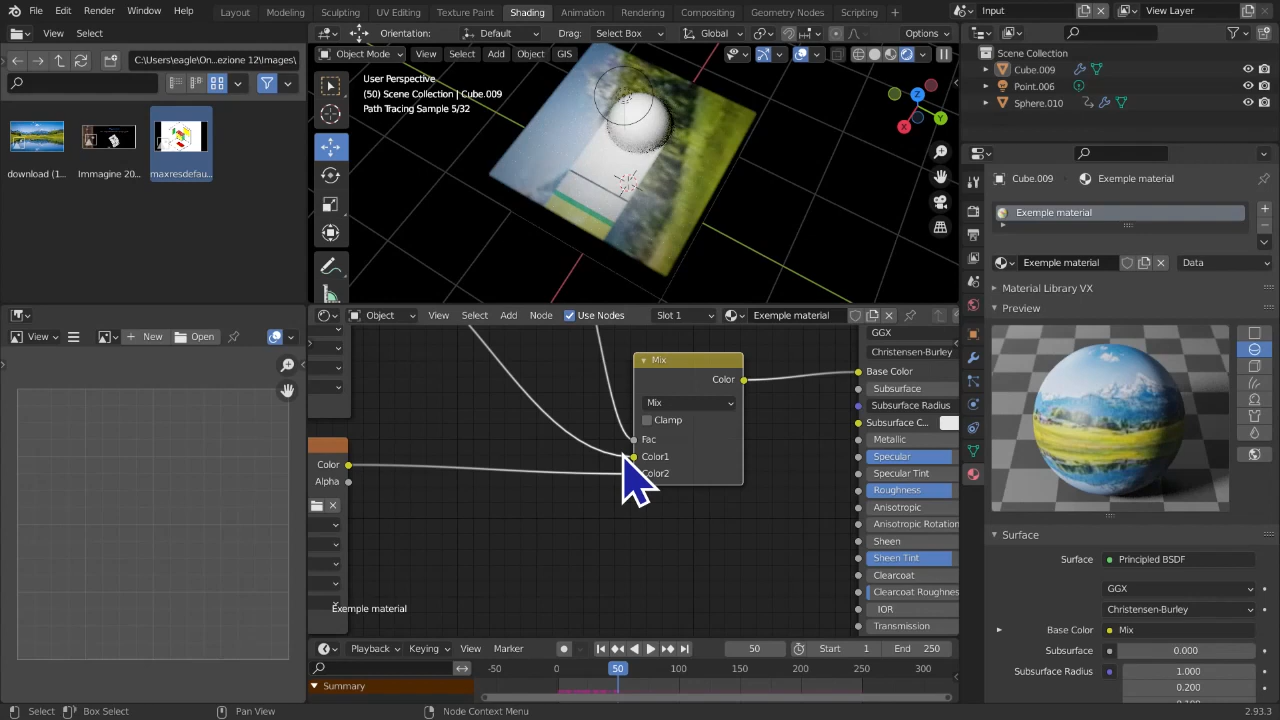 File Edit Render Window Help Layout Modeling Sculpting UV Editing Texture Paint Shading Animation Rendering Compositing Geometry Nodes Scripting + Input View Layer
View Select
C:\Users\eagle\On..ezione 12\Images\
download (1... Immagine 20... maxresdefau...
Orientation: Default Drag: Select Box Global Options
Object Mode View Select Add Object GIS
User Perspective
(50) Scene Collection | Cube.009
Path Tracing Sample 5/32
Z
Y
X
Scene Collection
Cube.009
Point.006
Sphere.010
Cube.009 Exemple material
Exemple material
Exemple material Data
Material Library VX
Preview
Surface
Surface Principled BSDF
GGX
Christensen-Burley
Base Color Mix
Subsurface 0.000
Subsurface Radius 1.000
0.200
View New Open
Object View Select Add Node Use Nodes Slot 1 Exemple material
Mix
Color
Mix
Clamp
Fac
Color1
Color2
Color
Alpha
Exemple material
GGX
Christensen-Burley
Base Color
Subsurface
Subsurface Radius
Subsurface C...
Metallic
Specular
Specular Tint
Roughness
Anisotropic
Anisotropic Rotation
Sheen
Sheen Tint
Clearcoat
Clearcoat Roughnes
IOR
Transmission
Playback Keying View Marker 50 Start 1 End 250
-50 0 50 100 150 200 250 300
Summary
Select Box Select Pan View Node Context Menu 2.93.3